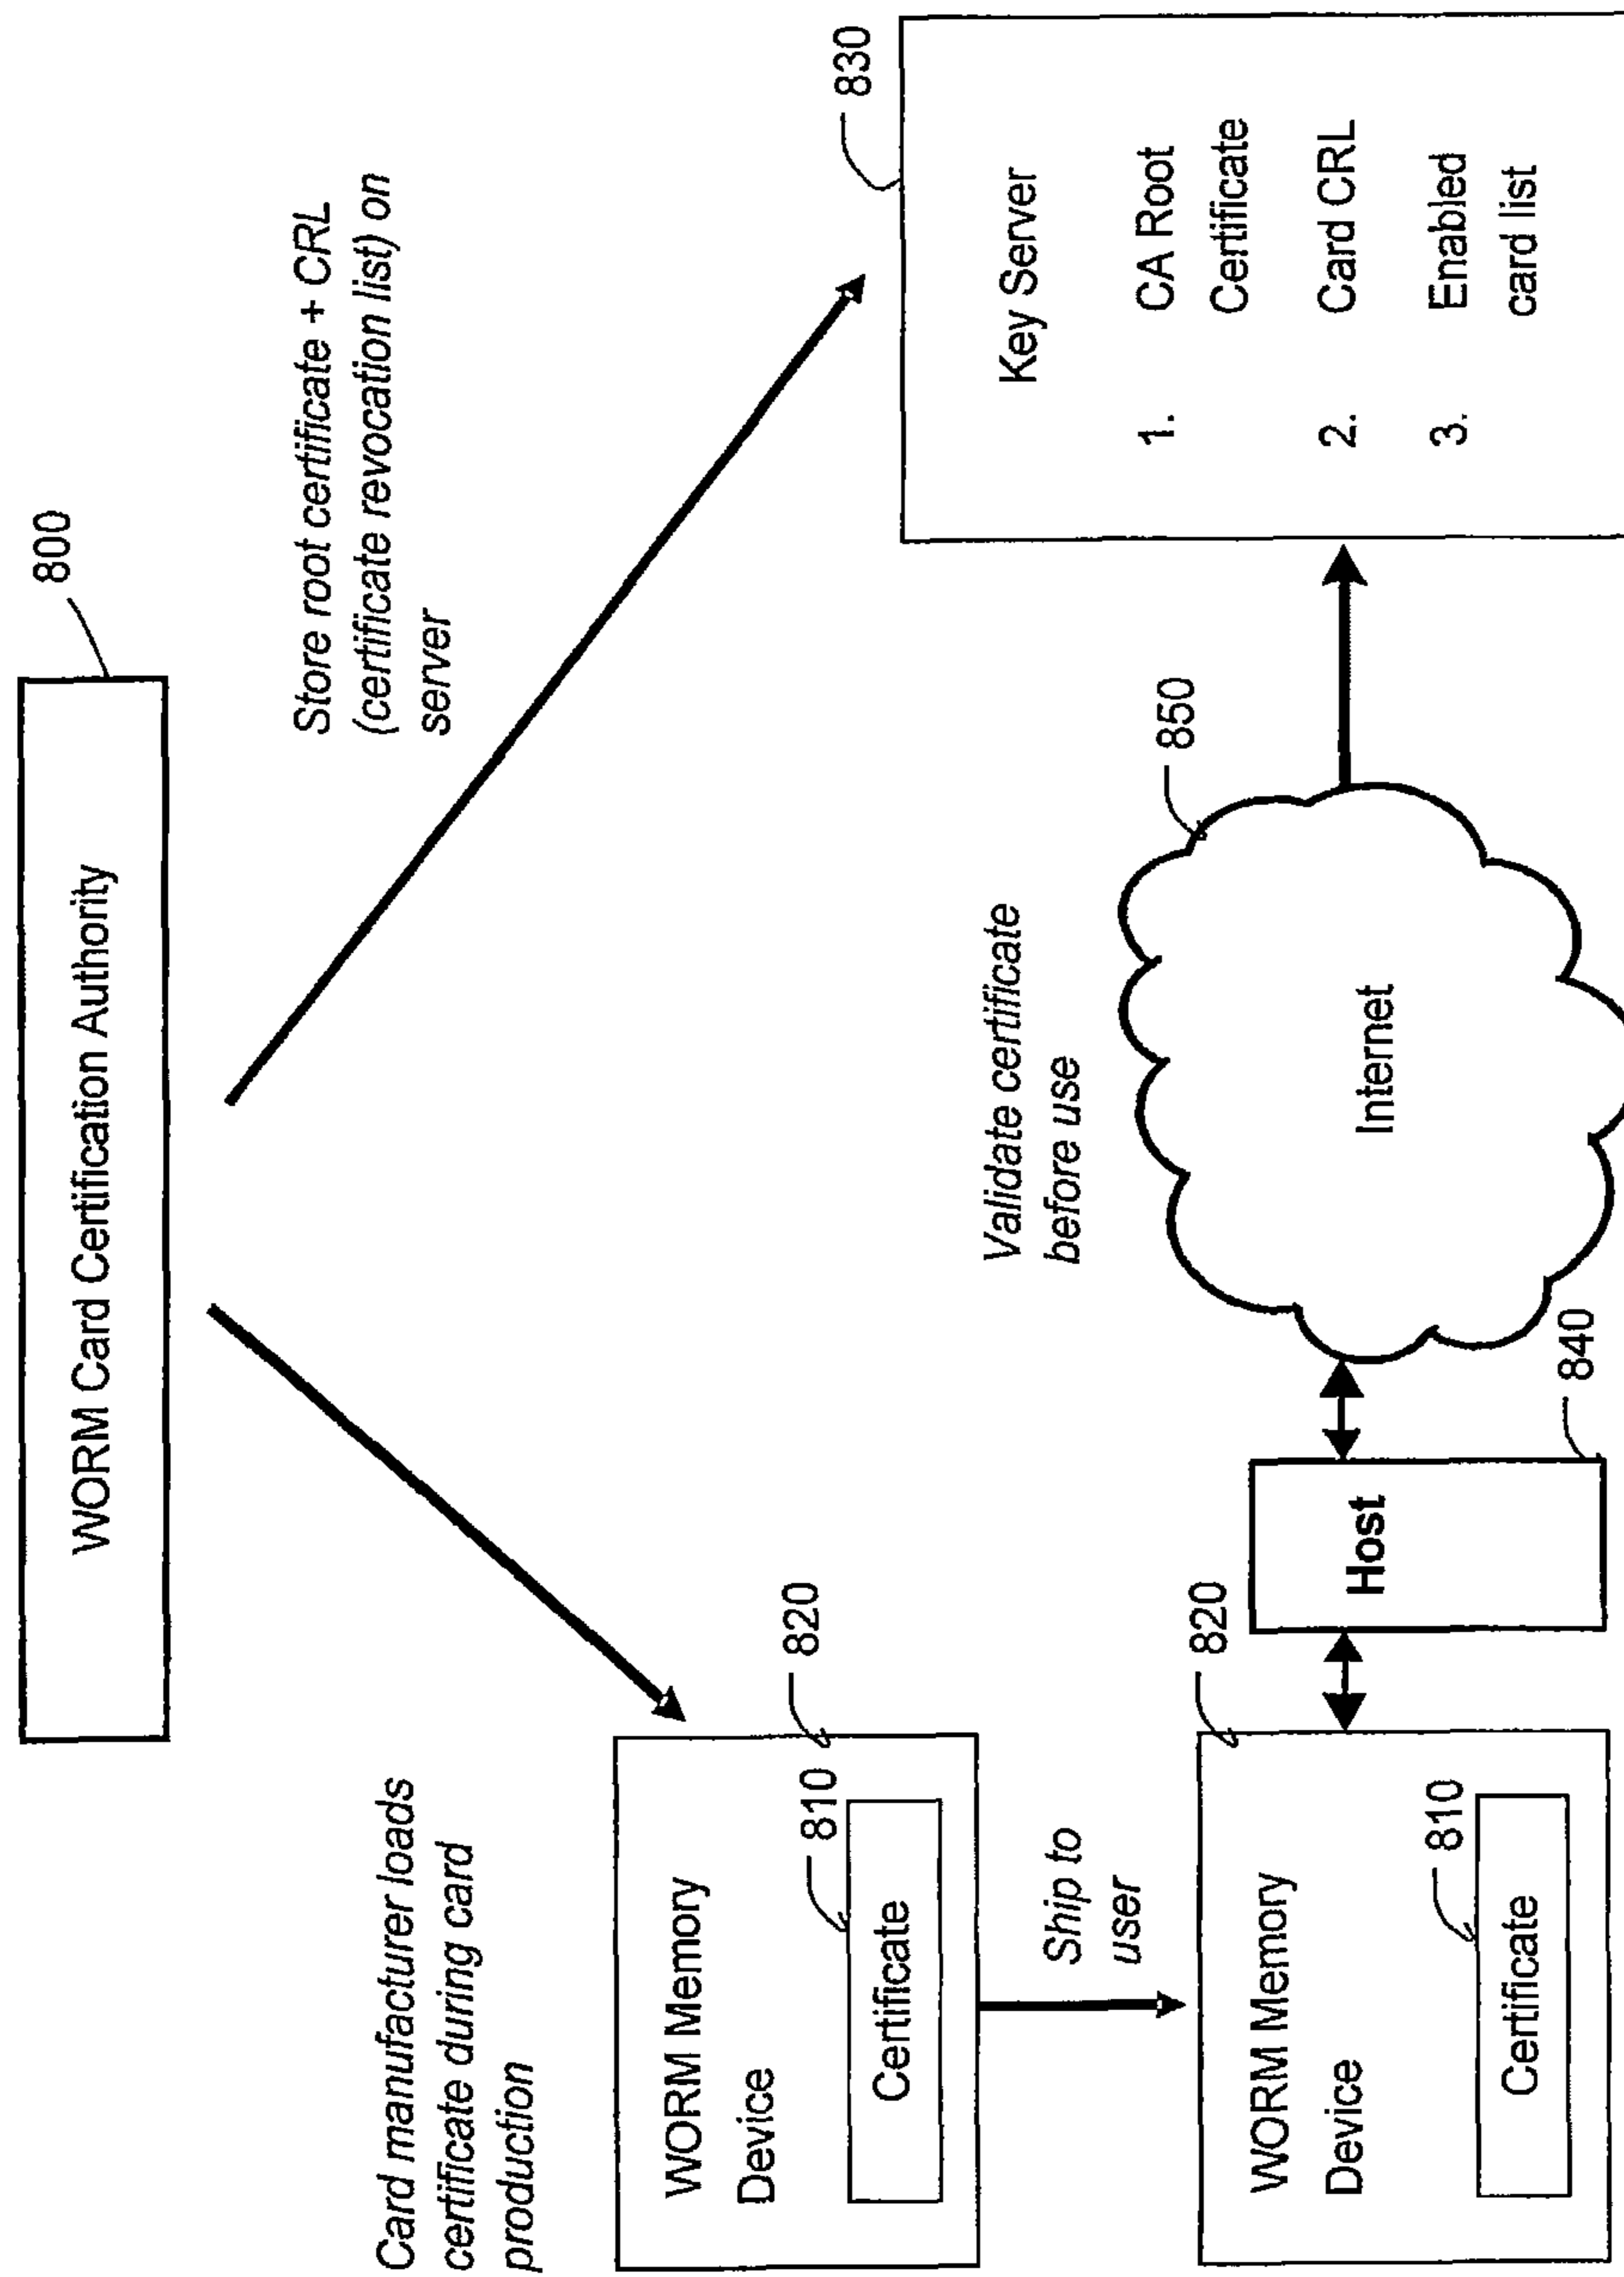 WORM Card Certification Authority
800
Card manufacturer loads
certificate during card
production
Store root certificate + CRL
(certificate revocation list) on
server
WORM Memory
Device
820
810
Certificate
Ship to
user
WORM Memory
Device
820
810
Certificate
Host
840
Validate certificate
before use
850
Internet
830
Key Server
1. CA Root
Certificate
2. Card CRL
3. Enabled
card list